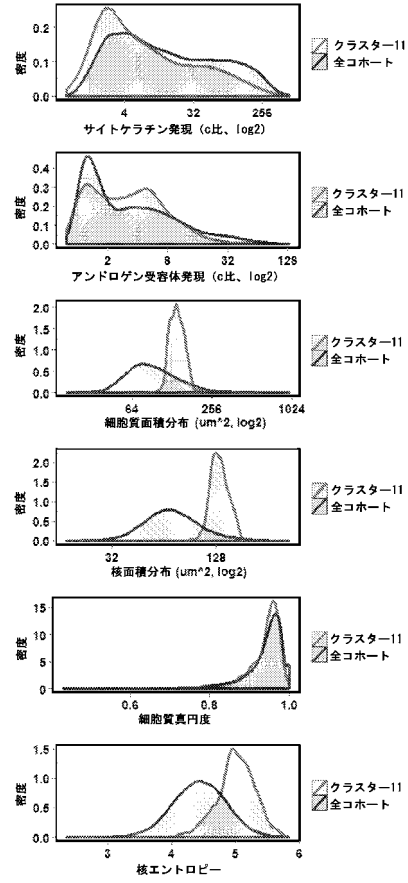 密度
0.2
0.1
0.0
4
32
256
サイトケラチン発現（c比、log2）
クラスター11
全コホート
密度
0.4
0.3
0.2
0.1
0.0
2
8
32
128
アンドロゲン受容体発現（c比、log2）
クラスター11
全コホート
密度
2.0
1.5
1.0
0.5
0.0
64
256
1024
細胞質面積分布 (um^2, log2)
クラスター11
全コホート
密度
2.0
1.5
1.0
0.5
0.0
32
128
核面積分布 (um^2, log2)
クラスター11
全コホート
密度
15
10
5
0
0.6
0.8
1.0
細胞質真円度
クラスター11
全コホート
密度
1.5
1.0
0.5
0.0
3
4
5
6
核エントロピー
クラスター11
全コホート